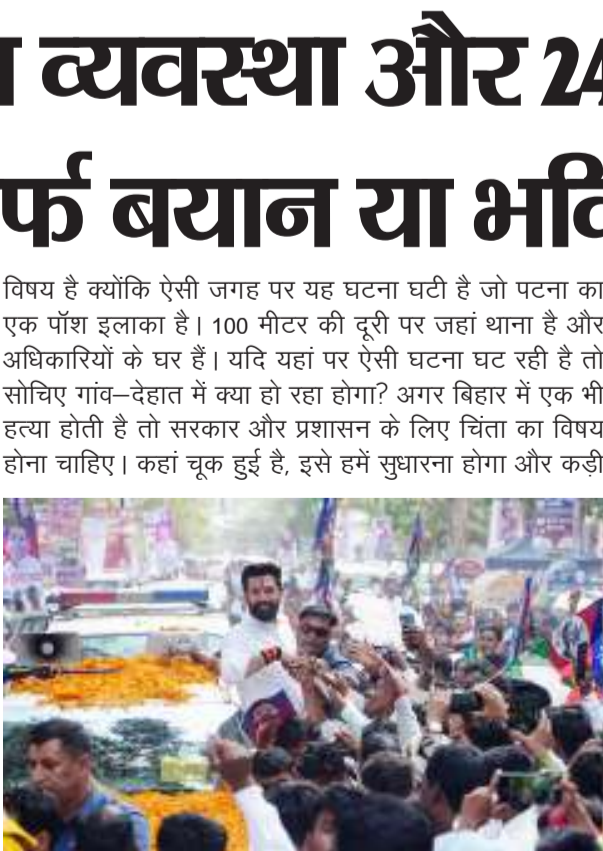 व्यवस्था और 24
बयान या
विषय है क्योंकि ऐसी जगह पर यह घटना घटी है जो पटना का
एक पॉश इलाका है। 100 मीटर की दूरी पर जहां थाना है और
अधिकारियों के घर हैं। यदि यहां पर ऐसी घटना घट रही है तो
सोचिए गांव–देहात में क्या हो रहा होगा? अगर बिहार में एक भी
हत्या होती है तो सरकार और प्रशासन के लिए चिंता का विषय
होना चाहिए। कहां चूक हुई है, इसे हमें सुधारना होगा और कड़ी